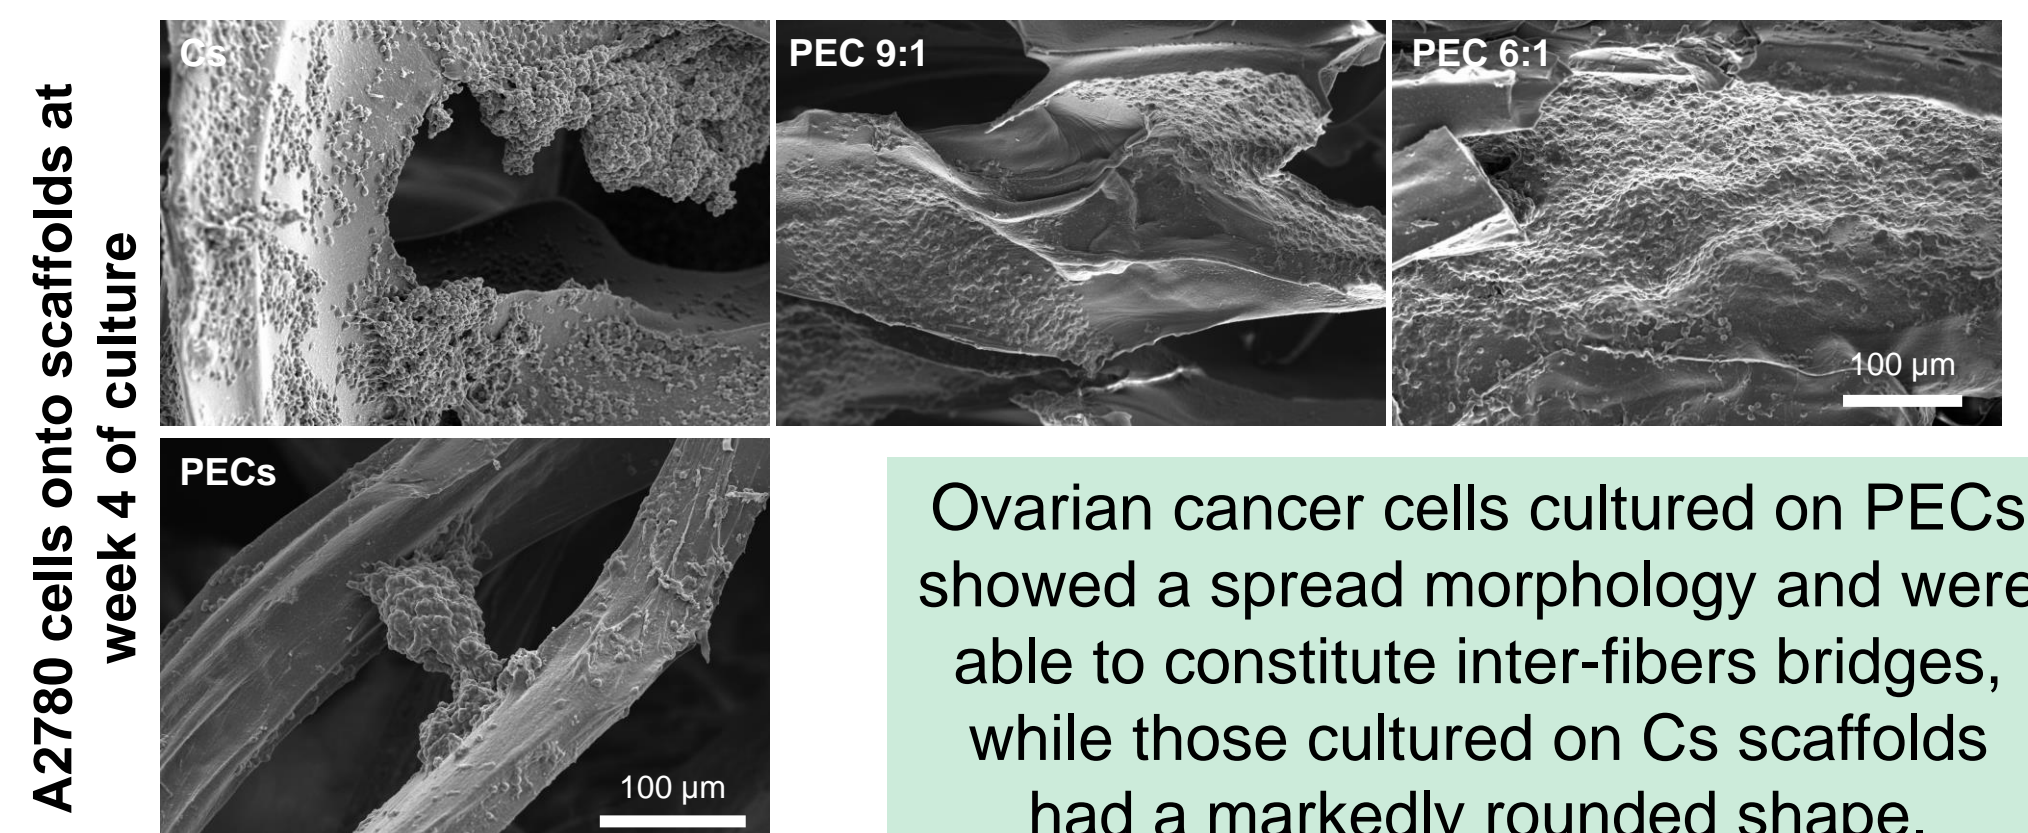 A2780 cells onto scaffolds at
week 4 of culture
Cs
PEC 9:1
PEC 6:1
100 µm
PECs
100 µm
Ovarian cancer cells cultured on PECs
showed a spread morphology and were
able to constitute inter-fibers bridges,
while those cultured on Cs scaffolds
had a markedly rounded shape.